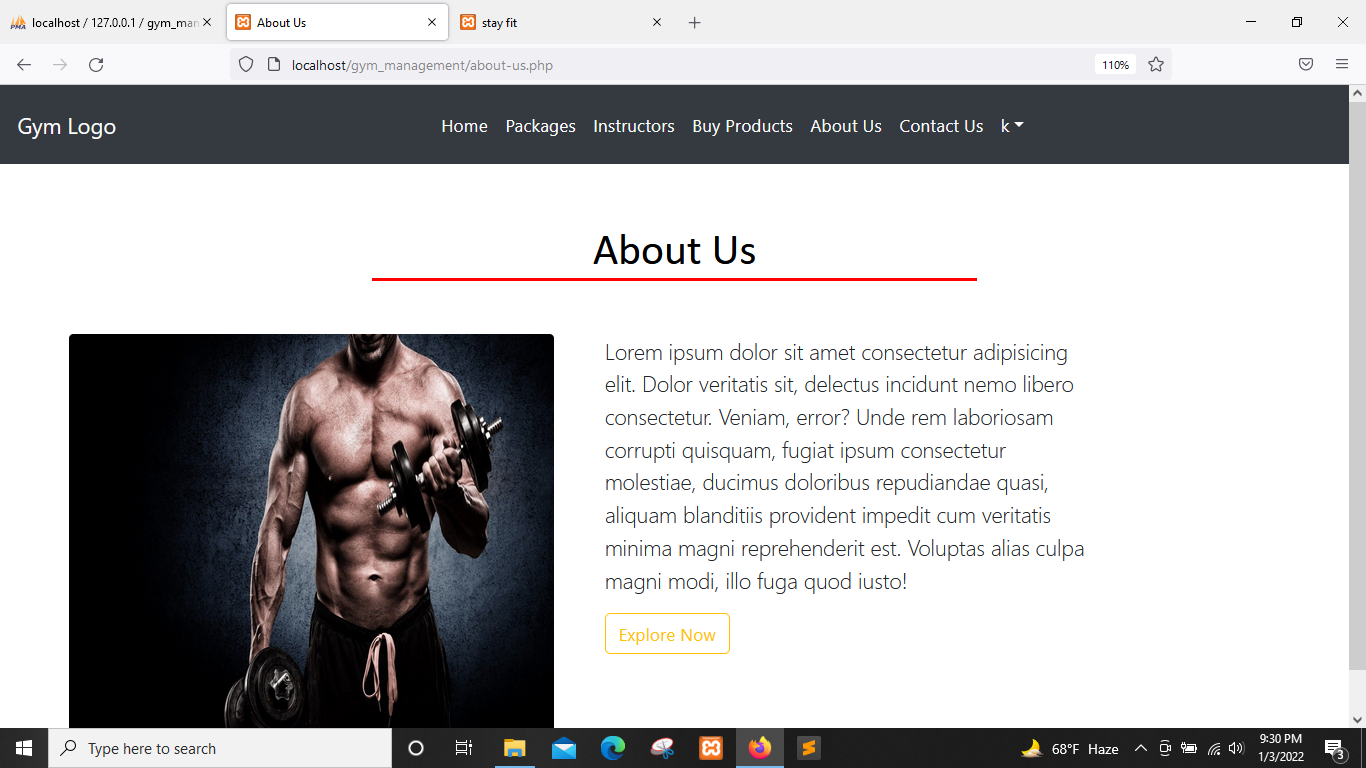 PMA
localhost / 127.0.0.1 / gym_man
About Us
stay fit
localhost/gym_management/about-us.php
110%
Gym Logo
Home Packages Instructors Buy Products About Us Contact Us k
About Us
Lorem ipsum dolor sit amet consectetur adipisicing
elit. Dolor veritatis sit, delectus incidunt nemo libero
consectetur. Veniam, error? Unde rem laboriosam
corrupti quisquam, fugiat ipsum consectetur
molestiae, ducimus doloribus repudiandae quasi,
aliquam blanditiis provident impedit cum veritatis
minima magni reprehenderit est. Voluptas alias culpa
magni modi, illo fuga quod iusto!
Explore Now
Type here to search
68°F Haze
9:30 PM
1/3/2022
3